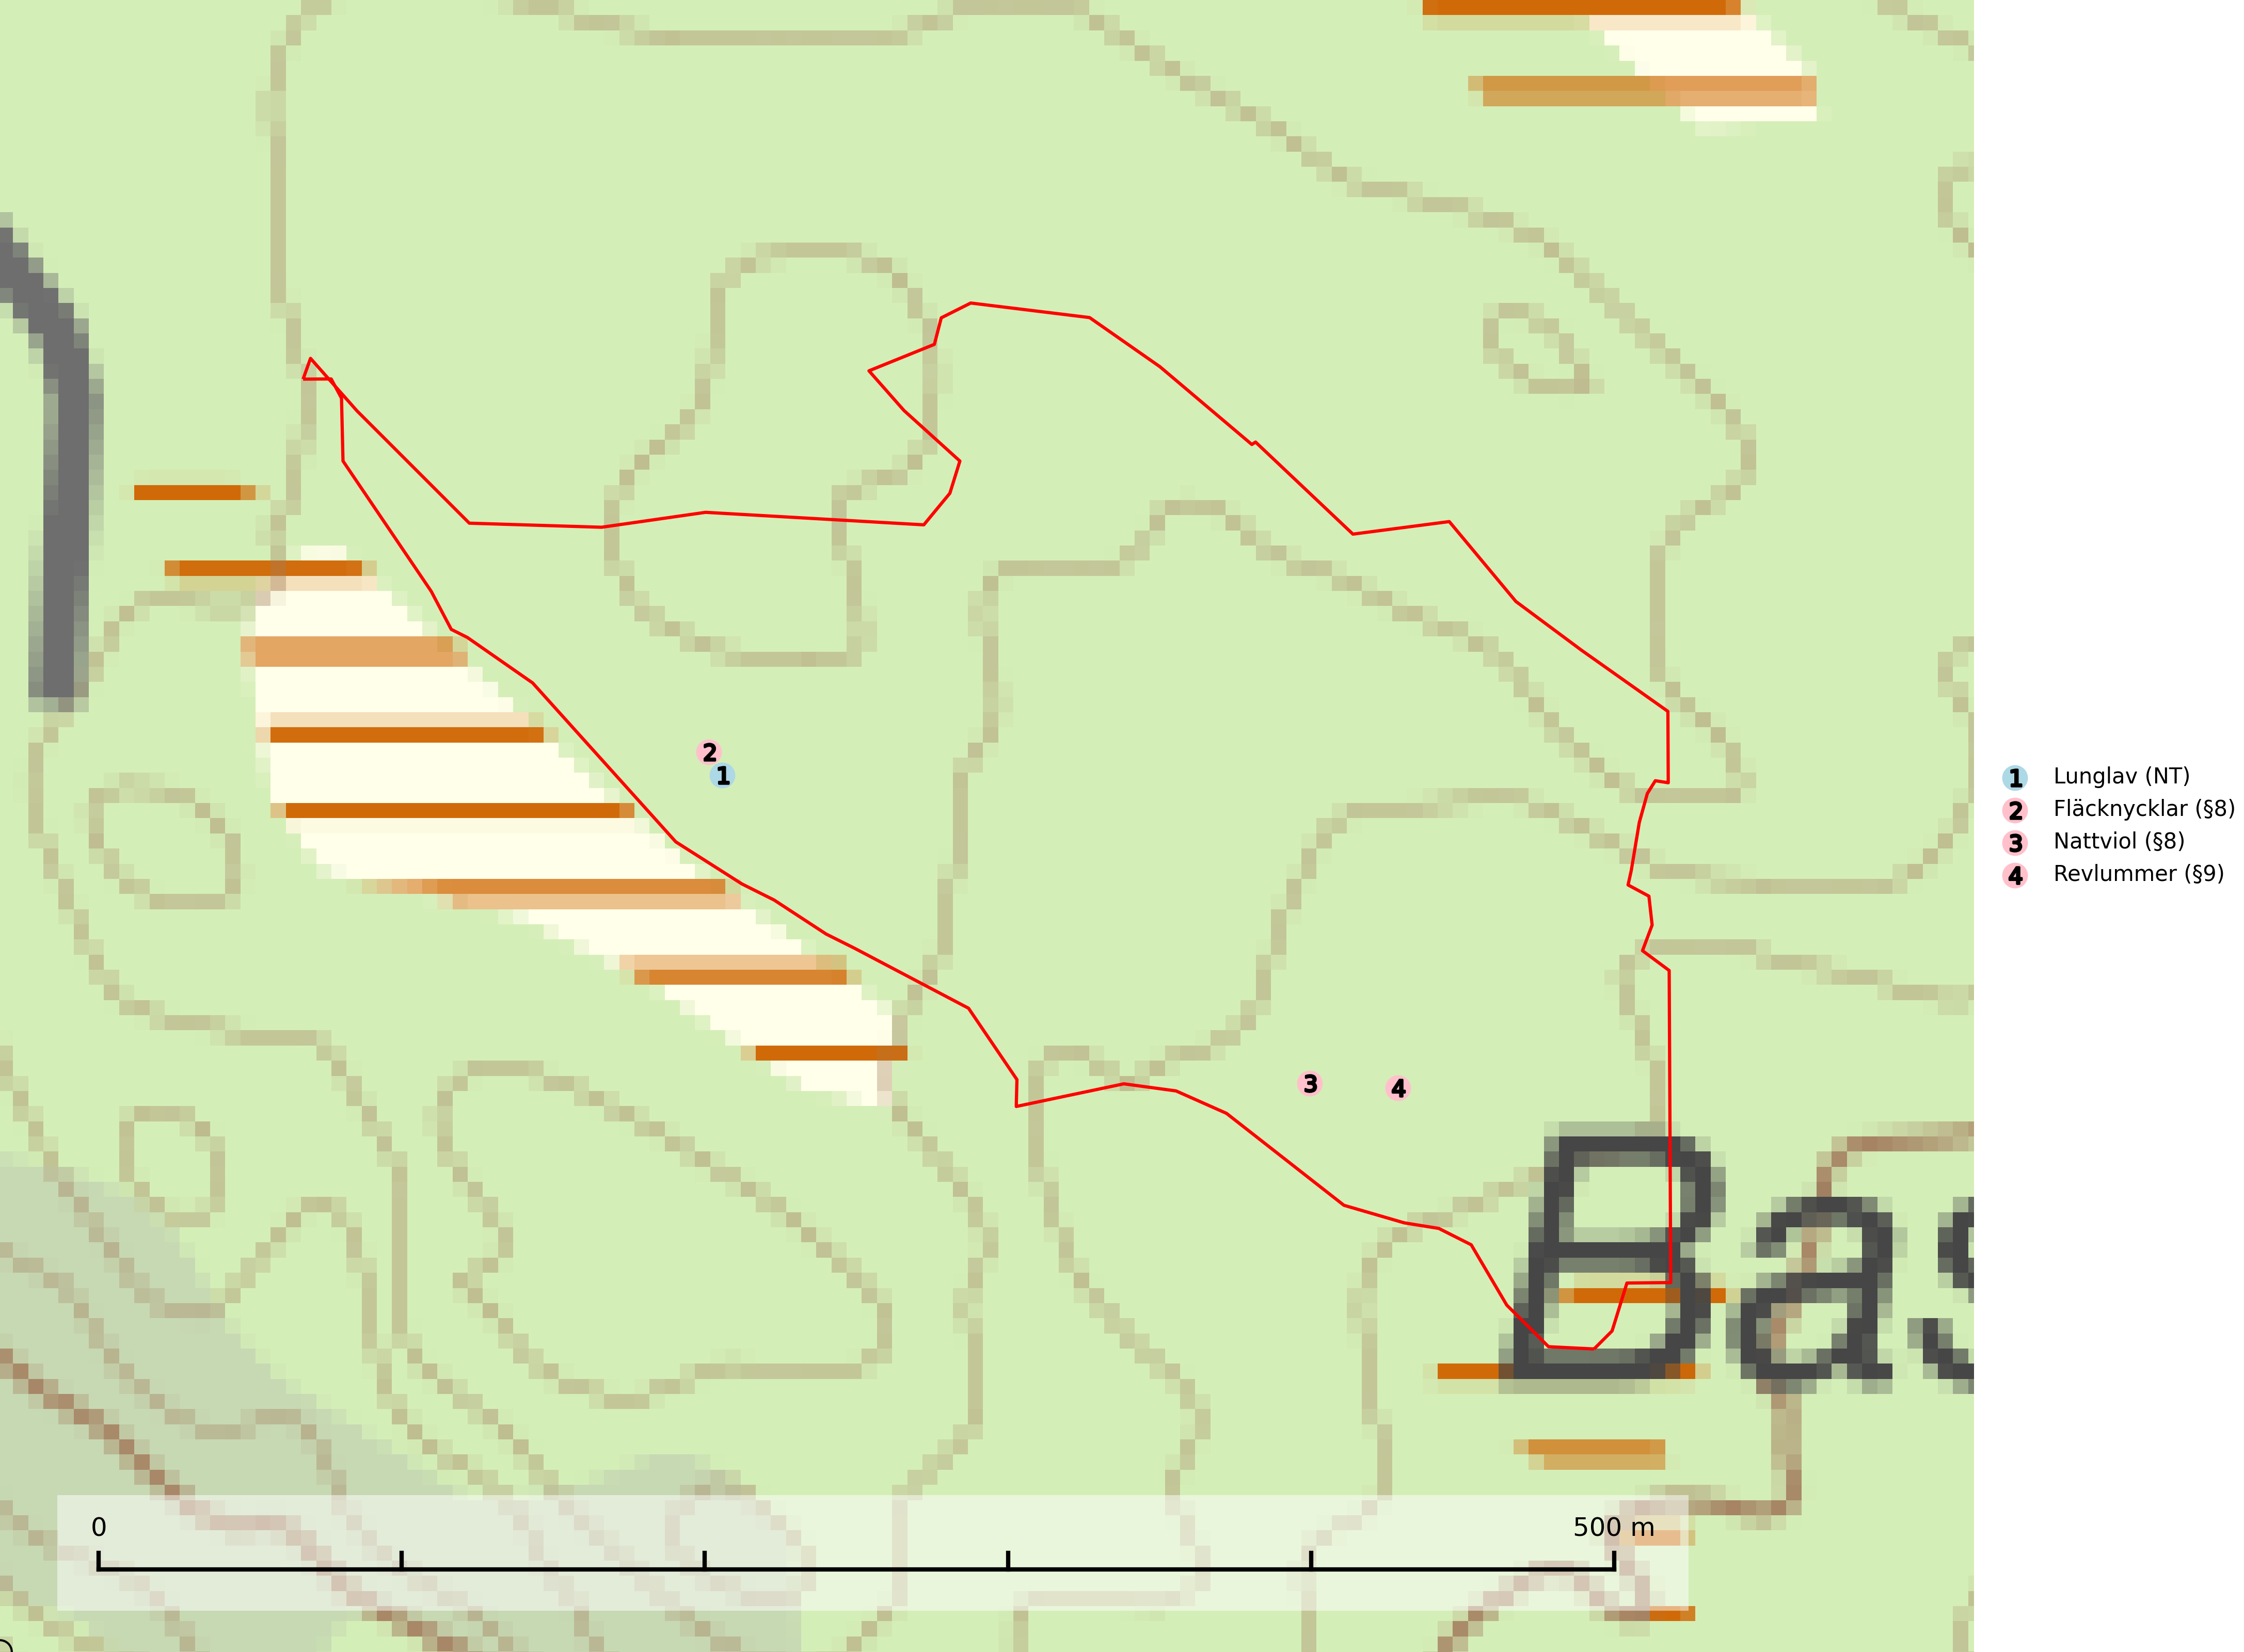 2
1
3
4
Bas
0
500 m
1 Lunglav (NT)
2 Fläcknycklar (§8)
3 Nattviol (§8)
4 Revlummer (§9)